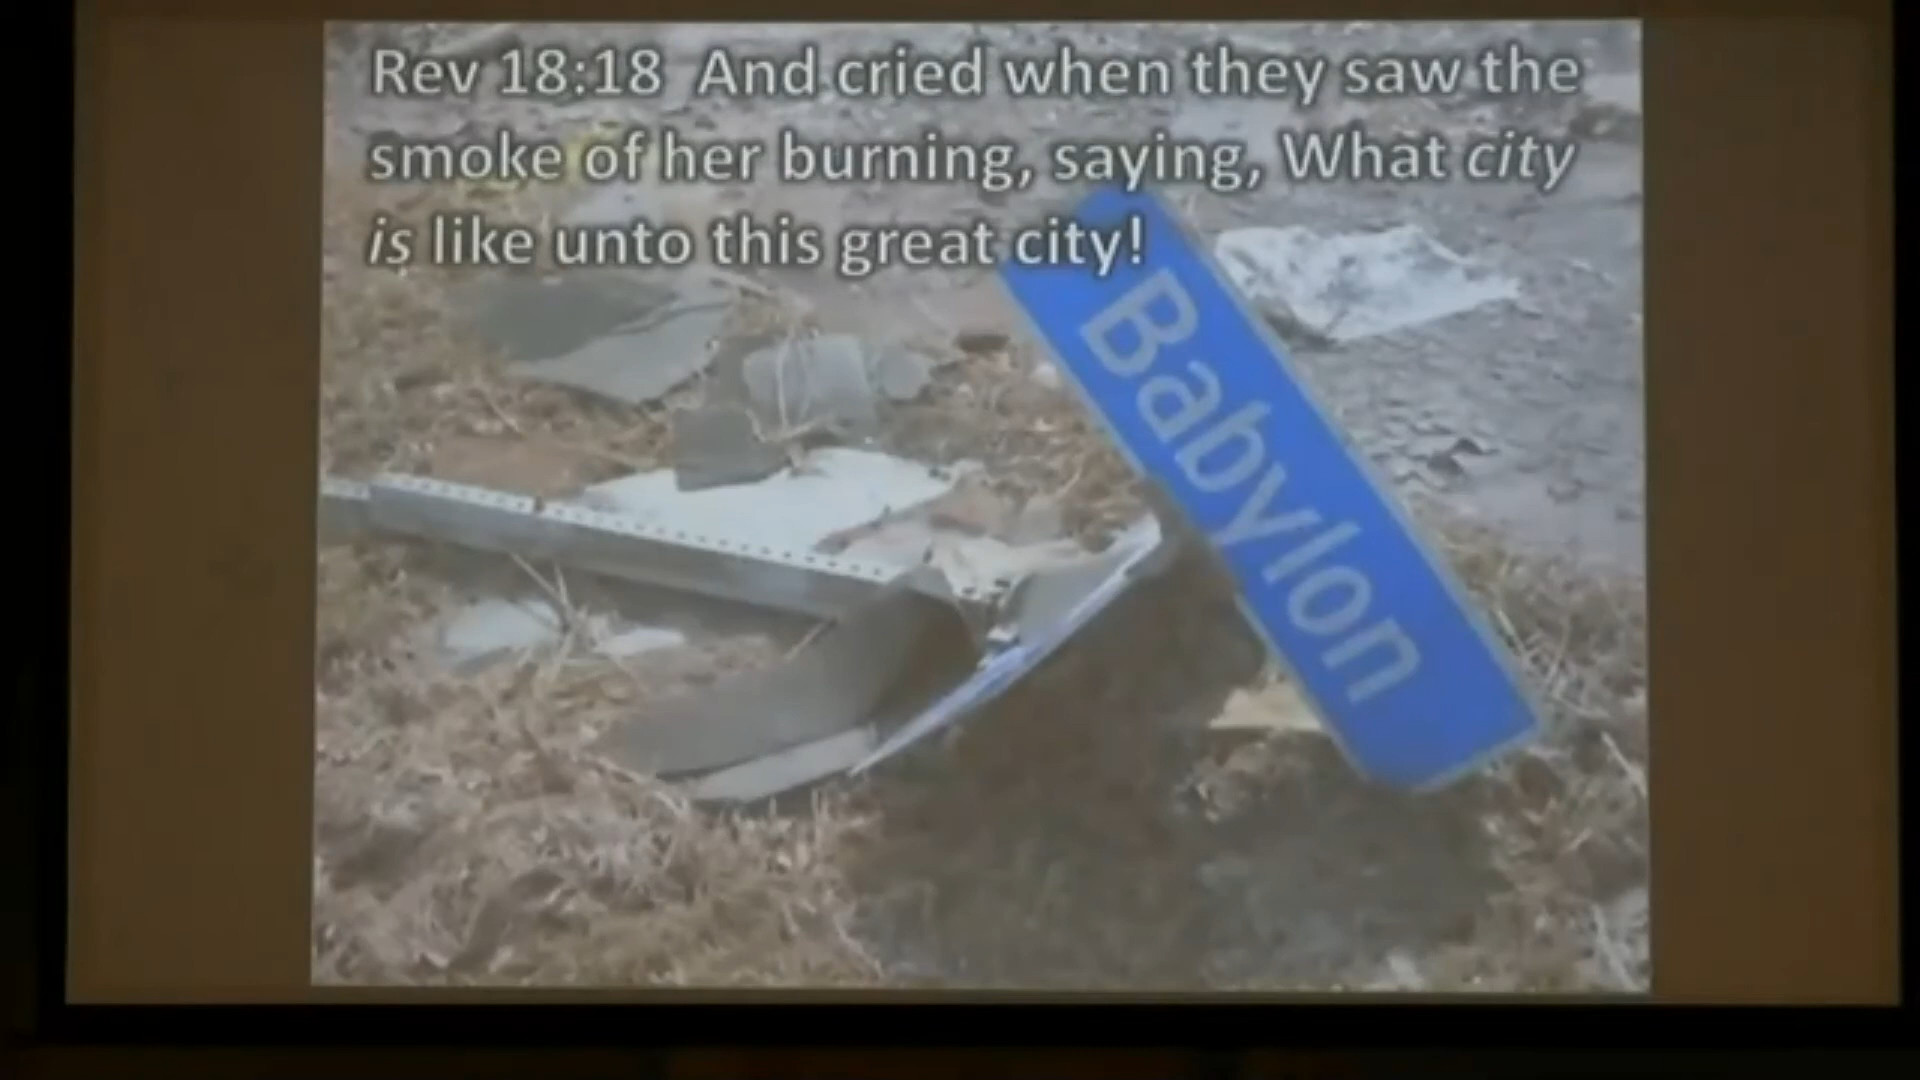 Rev 18:18 And cried when they saw the
smoke of her burning, saying, What city
is like unto this great city!
Babylon